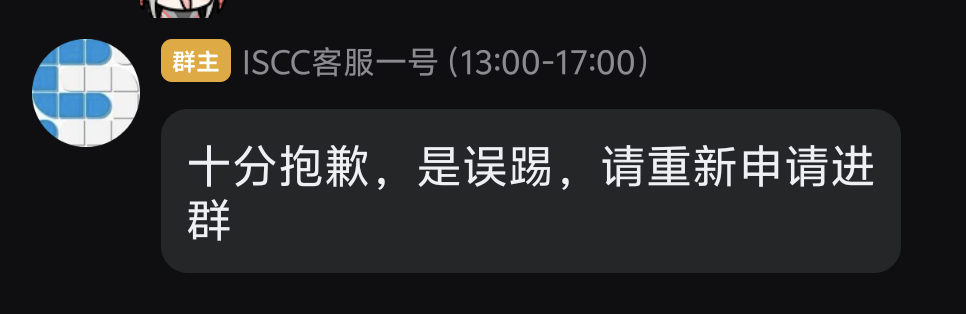 群主 ISCC客服一号 (13:00-17:00)
十分抱歉，是误踢，请重新申请进
群